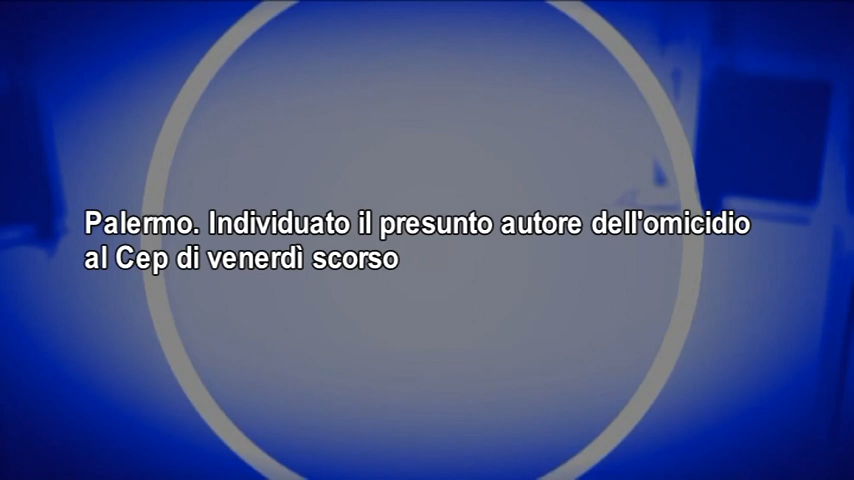 Palermo. Individuato il presunto autore dell'omicidio
al Cep di venerdì scorso